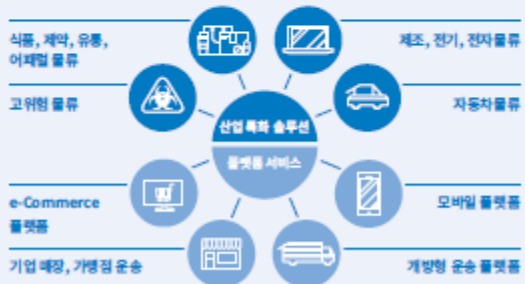 식품, 제약, 유통,
어패럴 물류
제조, 전기, 전자물류
고위험 물류
자동차물류
산업 특화 솔루션
플랫폼 서비스
e-Commerce
플랫폼
모바일 플랫폼
기업 매장, 가맹점 운송
개방형 운송 플랫폼